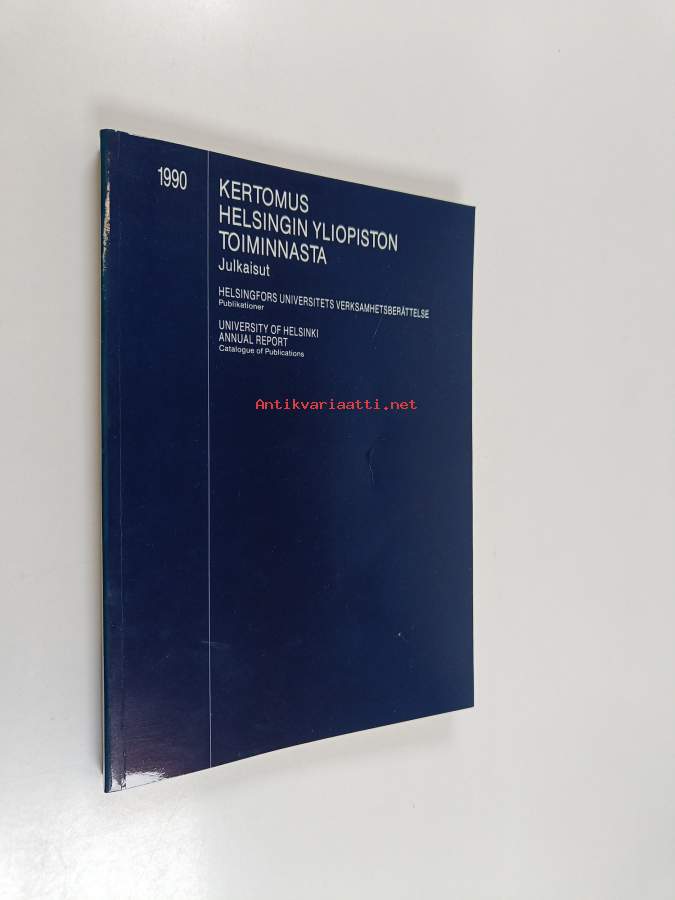 1990
KERTOMUS
HELSINGIN YLIOPISTON
TOIMINNASTA
Julkaisut
HELSINGFORS UNIVERSITETS VERKSAMHETSBERÄTTELSE
Publikationer
UNIVERSITY OF HELSINKI
ANNUAL REPORT
Catalogue of Publications
Antikvariaatti.net